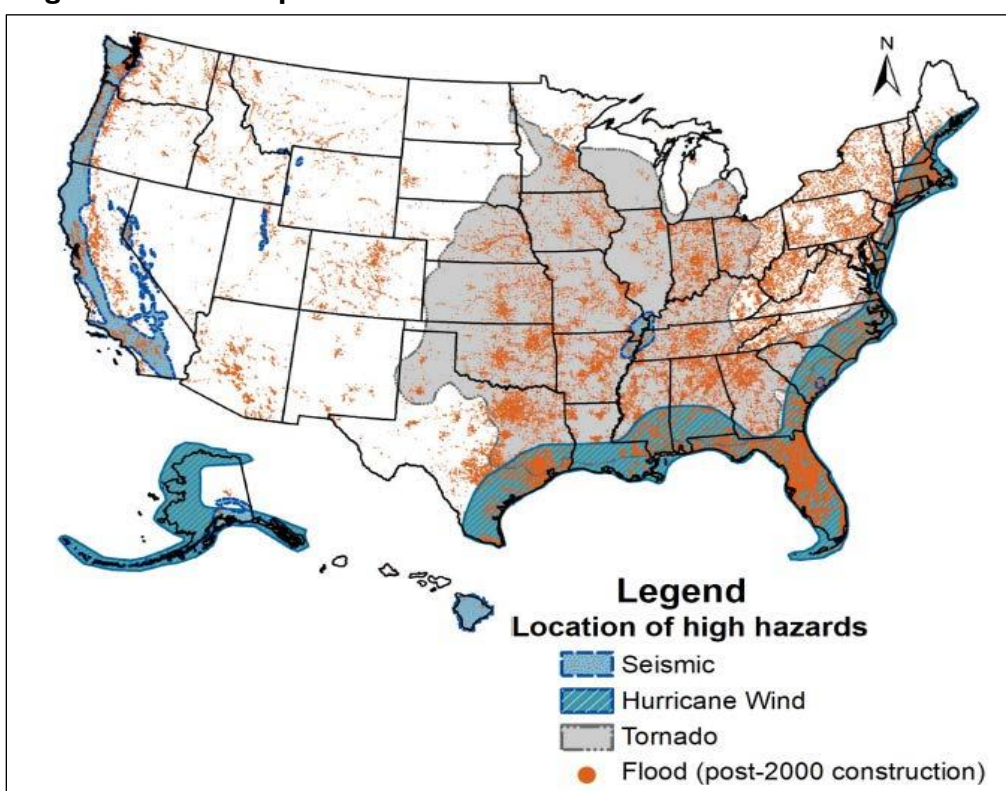 N
Legend
Location of high hazards
Seismic
Hurricane Wind
Tornado
Flood (post-2000 construction)